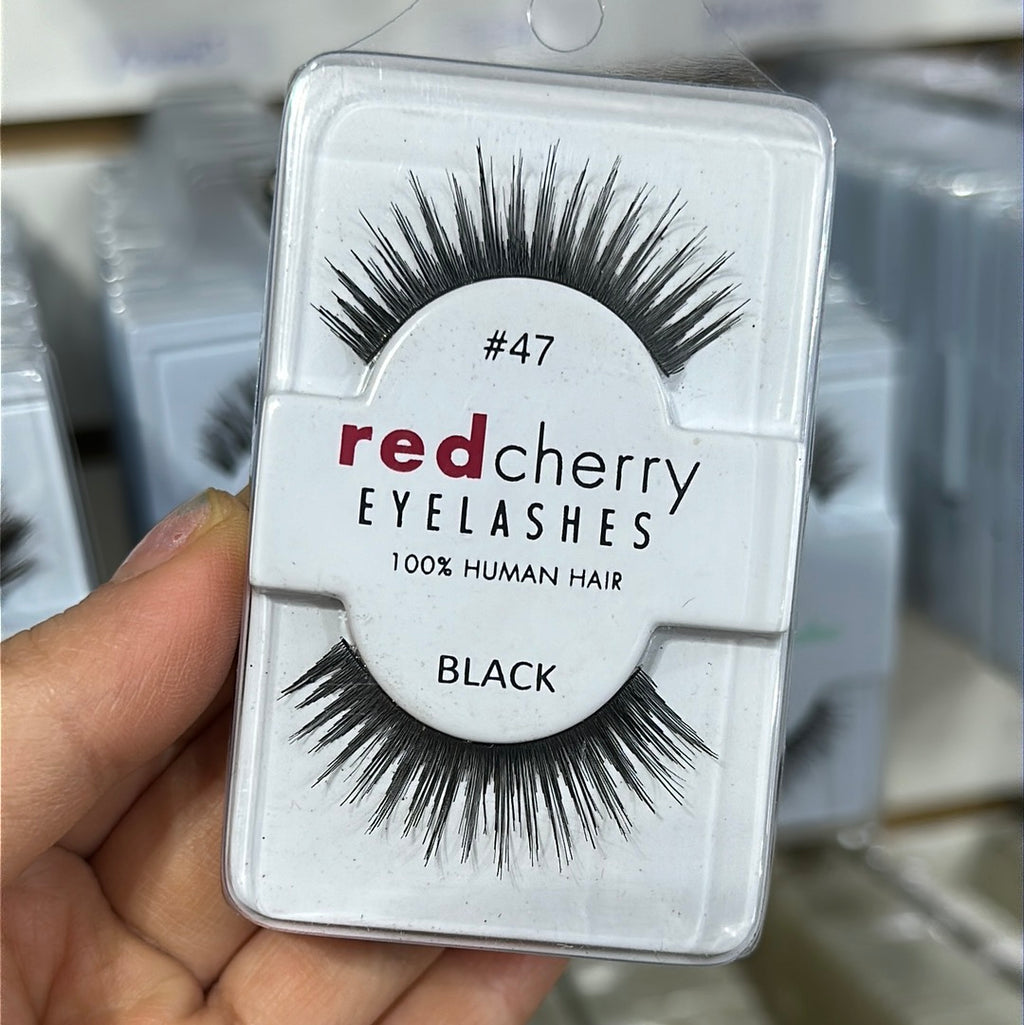 #47
redcherry
EYELASHES
100% HUMAN HAIR
BLACK